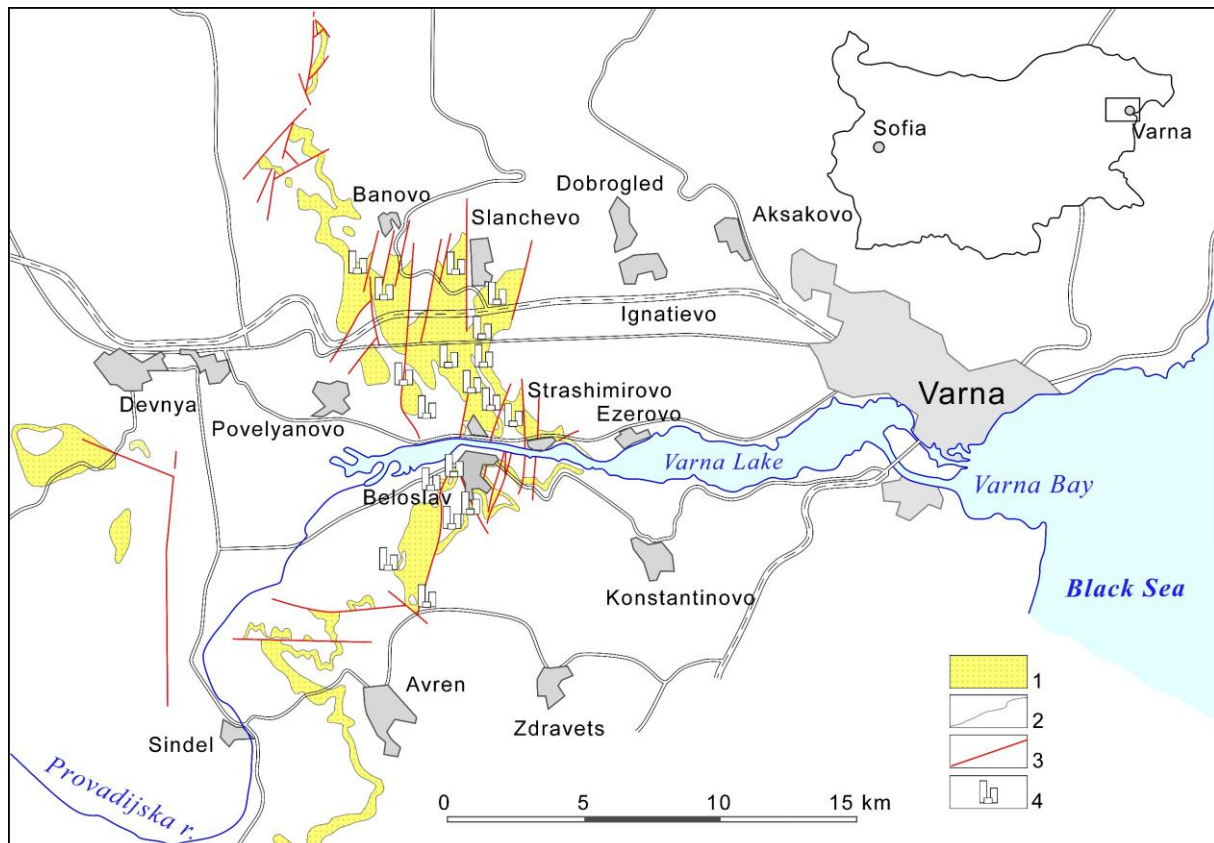 Sofia
Varna
Dobrogled
Banovo
Slanchevo
Aksakovo
Ignatievo
Devnya
Strashimirovo
Varna
Povelyanovo
Ezerovo
Varna Lake
Varna Bay
Beloslav
Konstantinovo
Black Sea
Avren
Zdravets
Sindel
Provadijska r.
1
2
3
4
0 5 10 15 km